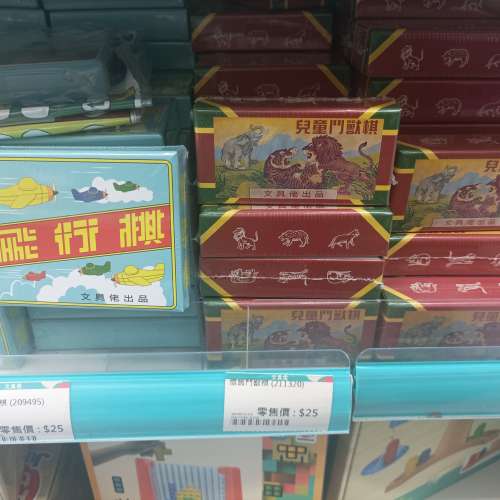 兒童鬥獸棋
文具佬出品
飛行棋
文具佬出品
兒童鬥獸棋
棋 (209495)
零售價 : $25
鬥獸棋 (211320)
零售價 : $25